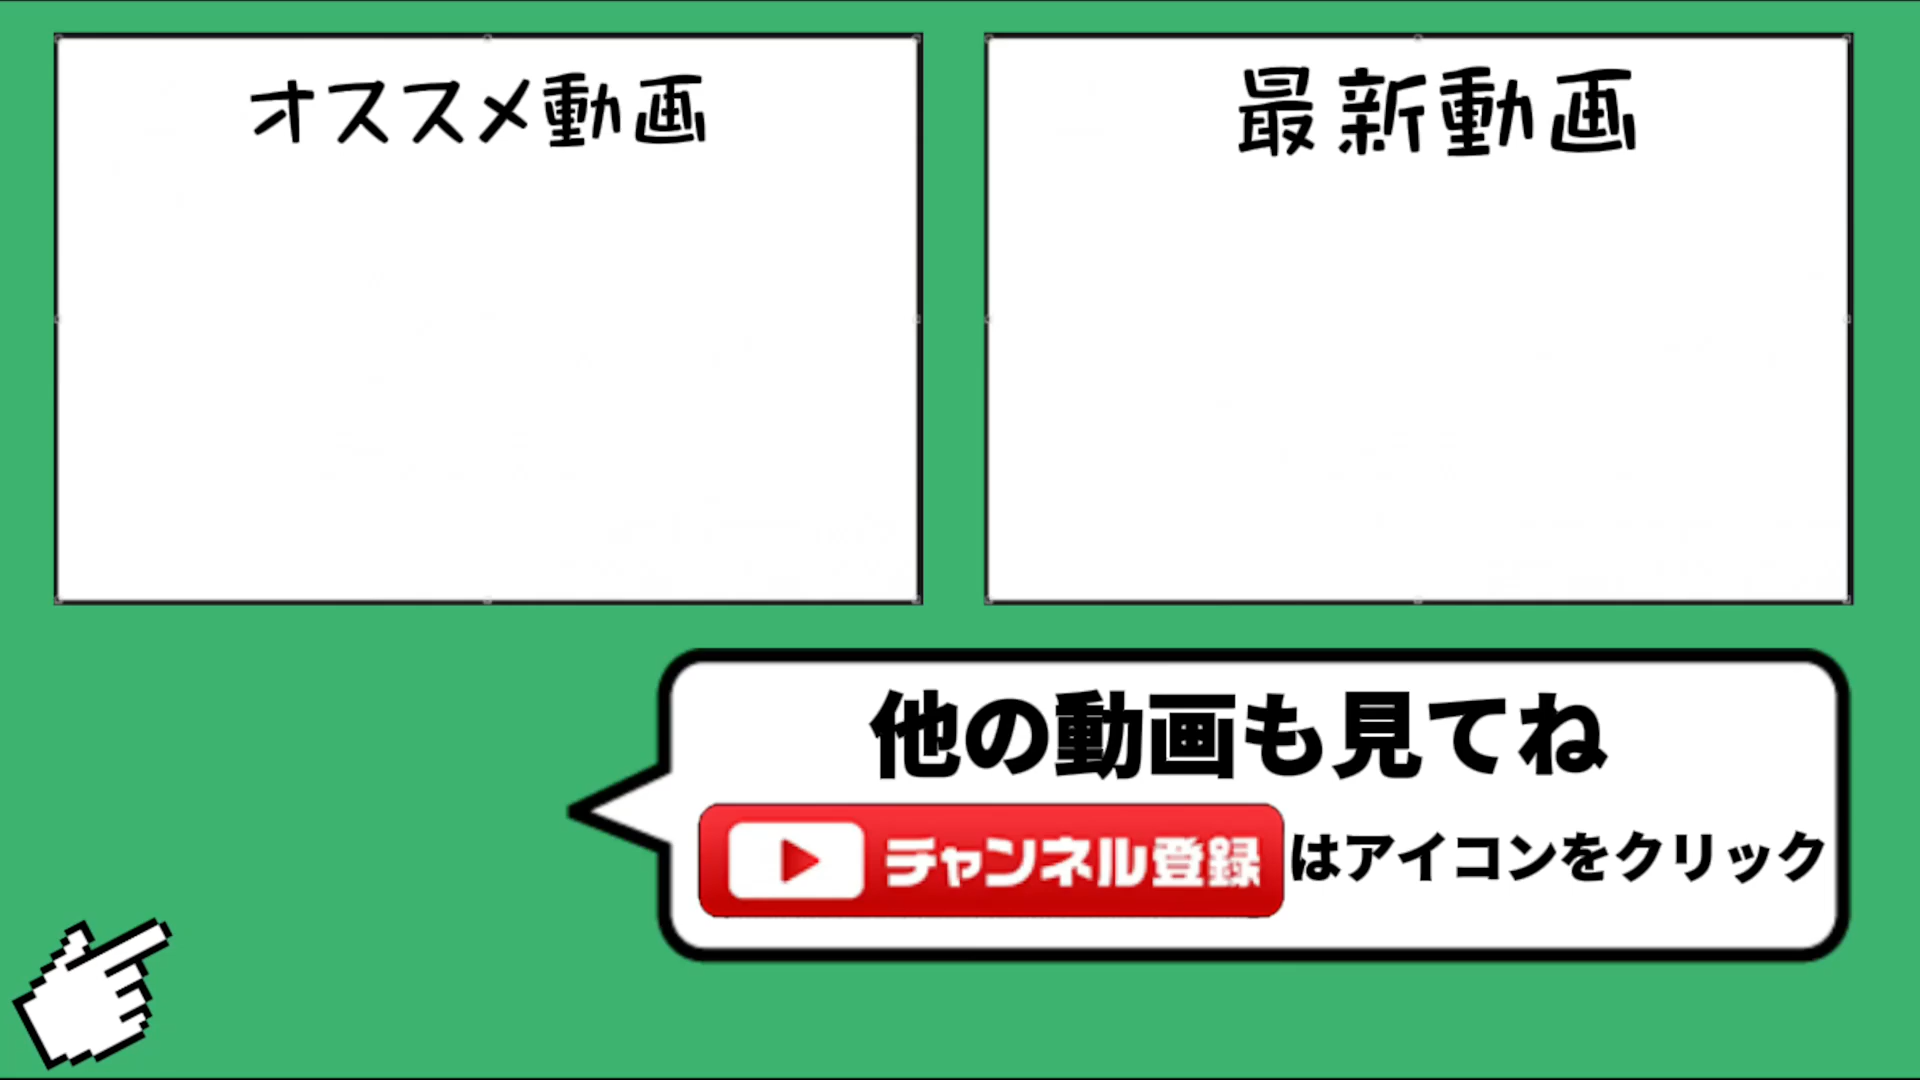 オススメ動画
最新動画
他の動画も見てね
チャンネル登録はアイコンをクリック